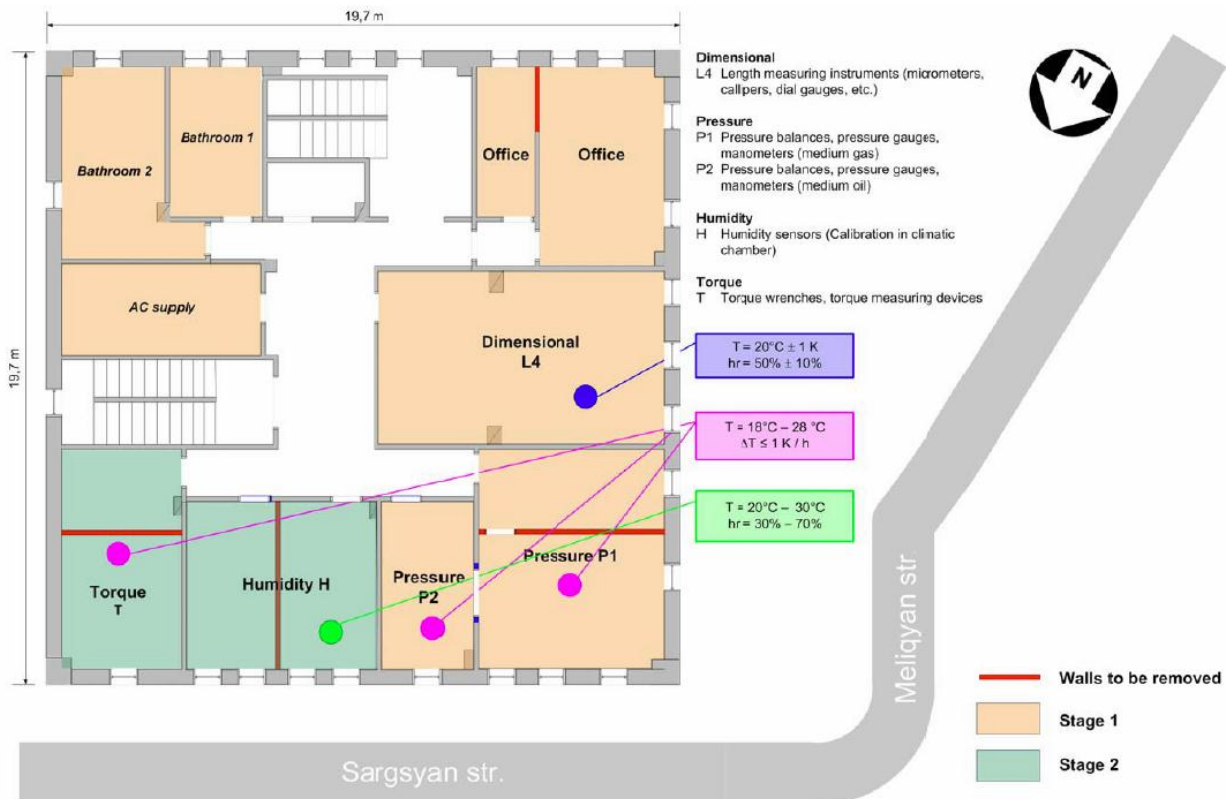 19,7 m
19,7 m
Bathroom 2
Bathroom 1
Office
Office
AC supply
Dimensional
L4
Torque
T
Humidity H
Pressure
P2
Pressure P1
Dimensional
L4 Length measuring instruments (micrometers,
callipers, dial gauges, etc.)
Pressure
P1 Pressure balances, pressure gauges,
manometers (medium gas)
P2 Pressure balances, pressure gauges,
manometers (medium oil)
Humidity
H Humidity sensors (Calibration in climatic
chamber)
Torque
T Torque wrenches, torque measuring devices
T = 20°C ± 1 K
hr = 50% ± 10%
T = 18°C – 28 °C
ΔT ≤ 1 K / h
T = 20°C – 30°C
hr = 30% – 70%
N
Meliqyan str.
Sargsyan str.
Walls to be removed
Stage 1
Stage 2